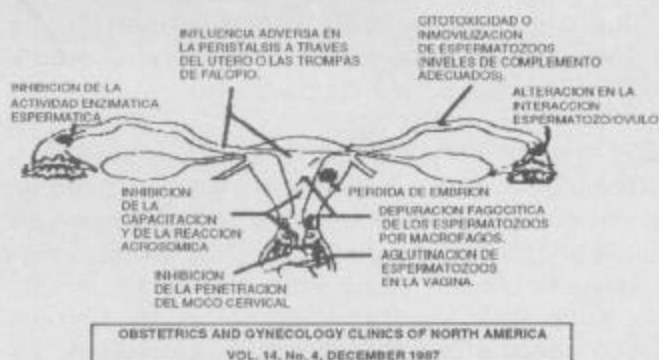 INFLUENCIA ADVERSA EN
LA PERISTALSIS A TRAVES
DEL UTERO O LAS TROMPAS
DE FALOPIO.
CITOTOXICIDAD O
INMOVILIZACION
DE ESPERMATOZOOS
(NIVELES DE COMPLEMENTO
ADECUADOS).
INHIBICION DE LA
ACTIVIDAD ENZIMATICA
ESPERMATICA
ALTERACION EN LA
INTERACCION
ESPERMATOZO/OVULO
INHIBICION
DE LA
CAPACITACION
Y DE LA REACCION
ACROSOMICA
PERDIDA DE EMBRION
DEPURACION FAGOCITICA
DE LOS ESPERMATOZOOS
POR MACROFAGOS.
AGLUTINACION DE
ESPERMATOZOOS
EN LA VAGINA.
INHIBICION
DE LA PENETRACION
DEL MOCO CERVICAL
OBSTETRICS AND GYNECOLOGY CLINICS OF NORTH AMERICA
VOL. 14, No. 4, DECEMBER 1987